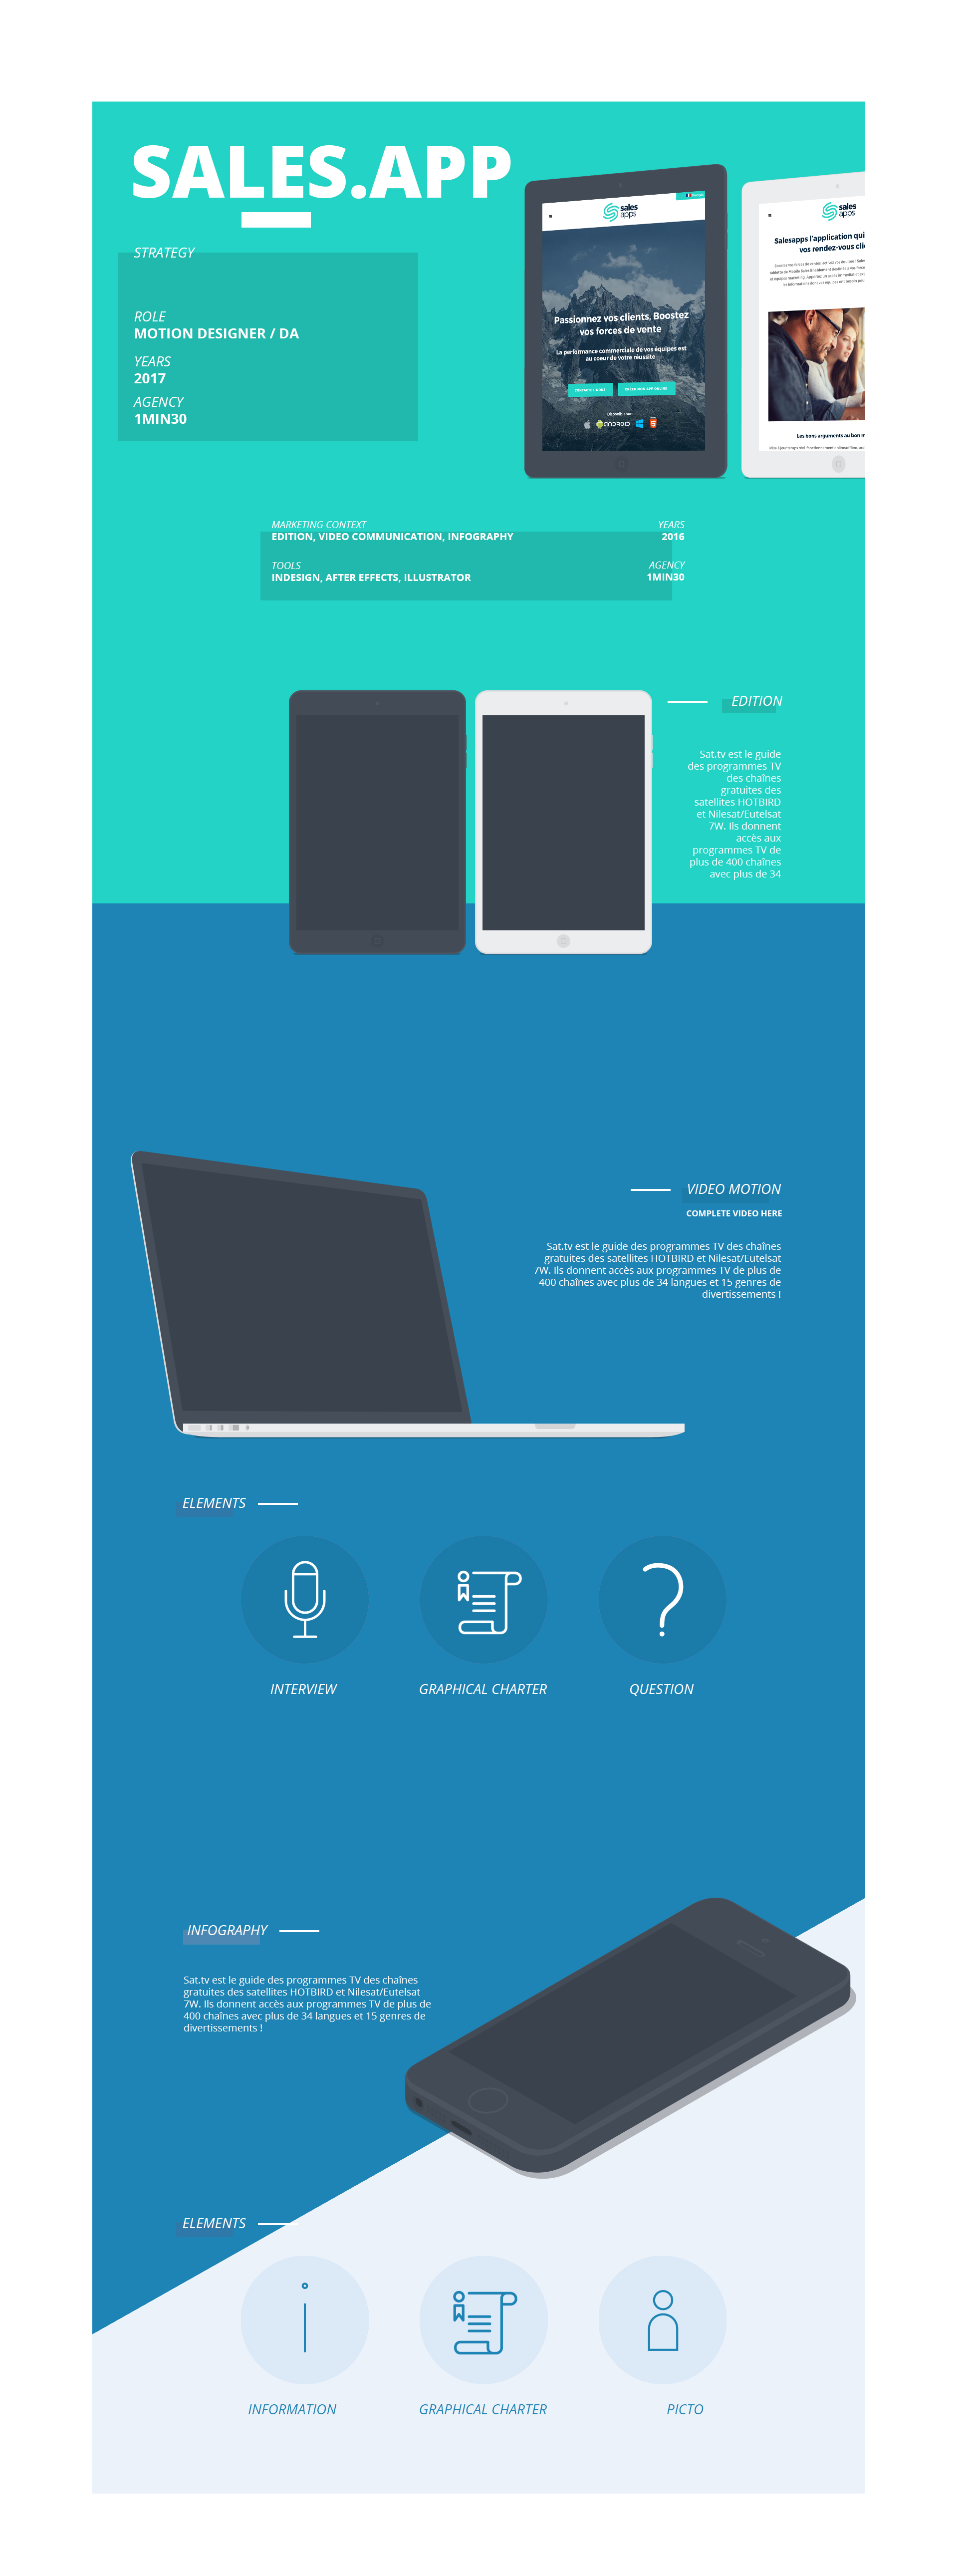 SALES.APP
STRATEGY
ROLE
MOTION DESIGNER / DA
YEARS
2017
AGENCY
1MIN30
sales
apps
Passionnez vos clients, Boostez
vos forces de vente
La performance commerciale de vos équipes est
au coeur de votre réussite
CONTACTEZ NOUS
CRÉER MON APP ONLINE
Disponible sur
ANDROID
sales
apps
Salesapps l'application qui
vos rendez-vous clie
Les bons arguments au bon m
MARKETING CONTEXT
EDITION, VIDEO COMMUNICATION, INFOGRAPHY
YEARS
2016
TOOLS
INDESIGN, AFTER EFFECTS, ILLUSTRATOR
AGENCY
1MIN30
EDITION
Sat.tv est le guide
des programmes TV
des chaînes
gratuites des
satellites HOTBIRD
et Nilesat/Eutelsat
7W. Ils donnent
accès aux
programmes TV de
plus de 400 chaînes
avec plus de 34
VIDEO MOTION
COMPLETE VIDEO HERE
Sat.tv est le guide des programmes TV des chaînes
gratuites des satellites HOTBIRD et Nilesat/Eutelsat
7W. Ils donnent accès aux programmes TV de plus de
400 chaînes avec plus de 34 langues et 15 genres de
divertissements !
ELEMENTS
INTERVIEW
GRAPHICAL CHARTER
QUESTION
INFOGRAPHY
Sat.tv est le guide des programmes TV des chaînes
gratuites des satellites HOTBIRD et Nilesat/Eutelsat
7W. Ils donnent accès aux programmes TV de plus de
400 chaînes avec plus de 34 langues et 15 genres de
divertissements !
ELEMENTS
INFORMATION
GRAPHICAL CHARTER
PICTO